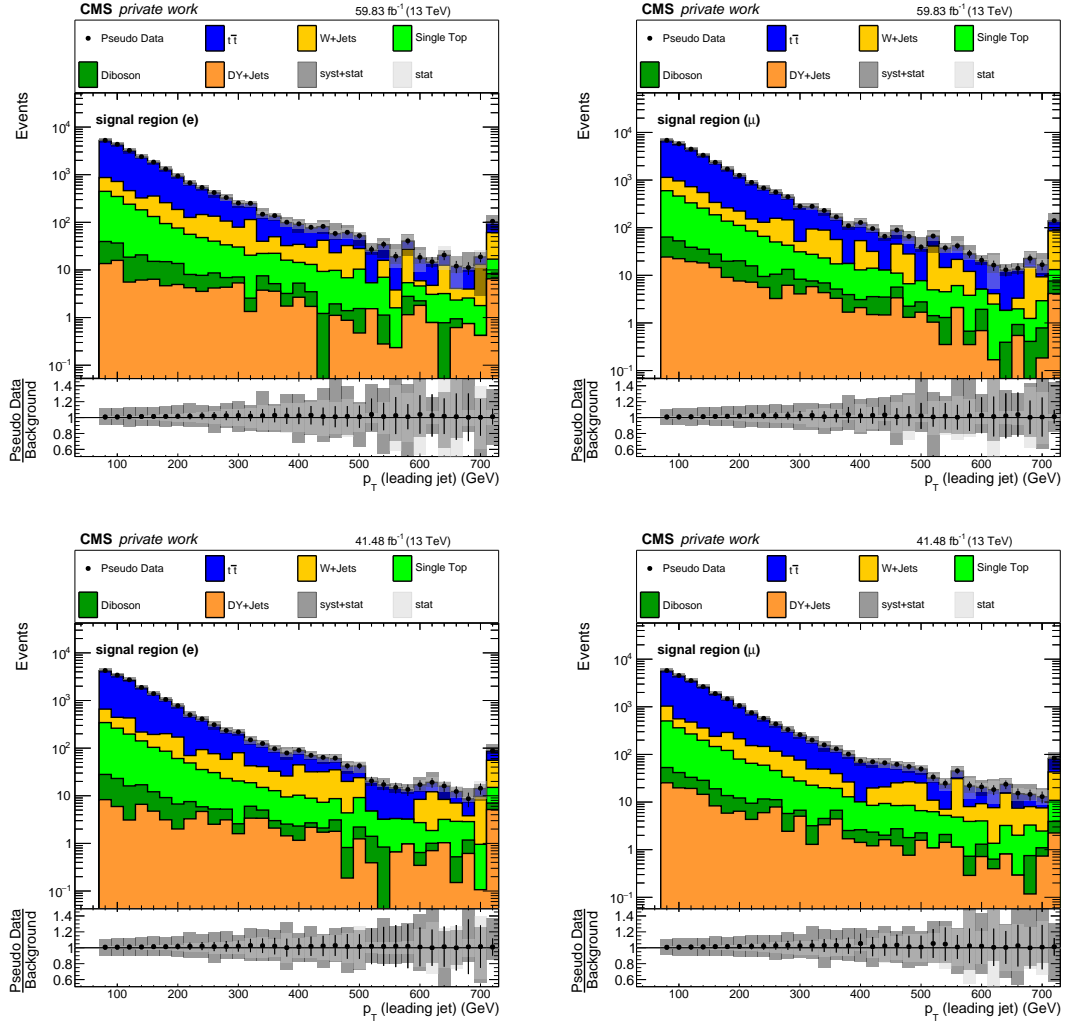 CMS private work 59.83 fb⁻¹ (13 TeV)
Pseudo Data tt̅ W+Jets Single Top
Diboson DY+Jets syst+stat stat
Events
signal region (e)
10⁴
10³
10²
10
1
10⁻¹
Pseudo Data
Background
1.4
1.2
1
0.8
0.6
100 200 300 400 500 600 700
p_T (leading jet) (GeV)
CMS private work 59.83 fb⁻¹ (13 TeV)
Pseudo Data tt̅ W+Jets Single Top
Diboson DY+Jets syst+stat stat
Events
signal region (μ)
10⁴
10³
10²
10
1
10⁻¹
Pseudo Data
Background
1.4
1.2
1
0.8
0.6
100 200 300 400 500 600 700
p_T (leading jet) (GeV)
CMS private work 41.48 fb⁻¹ (13 TeV)
Pseudo Data tt̅ W+Jets Single Top
Diboson DY+Jets syst+stat stat
Events
signal region (e)
10⁴
10³
10²
10
1
10⁻¹
Pseudo Data
Background
1.4
1.2
1
0.8
0.6
100 200 300 400 500 600 700
p_T (leading jet) (GeV)
CMS private work 41.48 fb⁻¹ (13 TeV)
Pseudo Data tt̅ W+Jets Single Top
Diboson DY+Jets syst+stat stat
Events
signal region (μ)
10⁴
10³
10²
10
1
10⁻¹
Pseudo Data
Background
1.4
1.2
1
0.8
0.6
100 200 300 400 500 600 700
p_T (leading jet) (GeV)